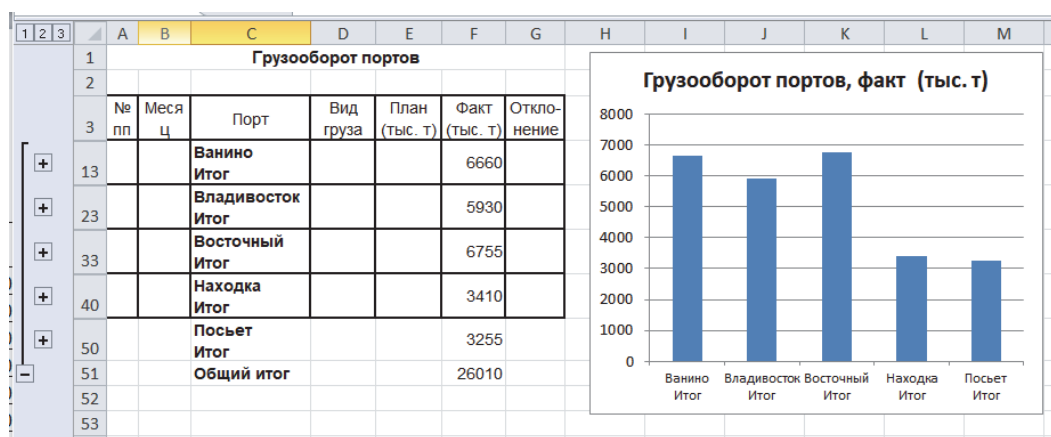 1 2 3
A B C D E F G H I J K L M
1 Грузооборот портов
2
3 № пп Месяц Порт Вид груза План (тыс. т) Факт (тыс. т) Откло-нение
13 Ванино Итог 6660
23 Владивосток Итог 5930
33 Восточный Итог 6755
40 Находка Итог 3410
50 Посьет Итог 3255
51 Общий итог 26010
52
53
Грузооборот портов, факт (тыс. т)
8000
7000
6000
5000
4000
3000
2000
1000
0
Ванино Владивосток Восточный Находка Посьет
Итог Итог Итог Итог Итог